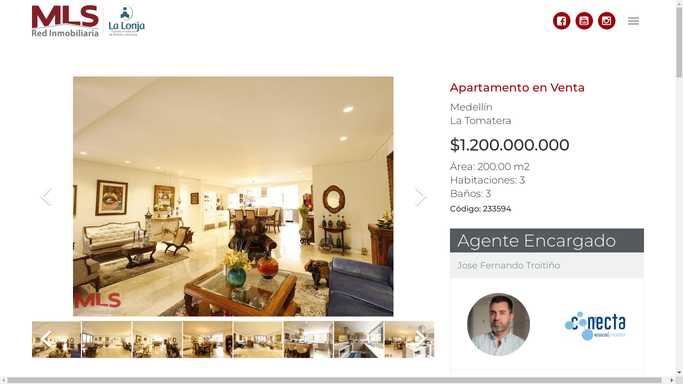 MLS
Red Inmobiliaria
La Lonja
Apartamento en Venta
Medellín
La Tomatera
$1.200.000.000
Área: 200.00 m2
Habitaciones: 3
Baños: 3
Código: 233594
MLS
Agente Encargado
Jose Fernando Troitiño
conecta